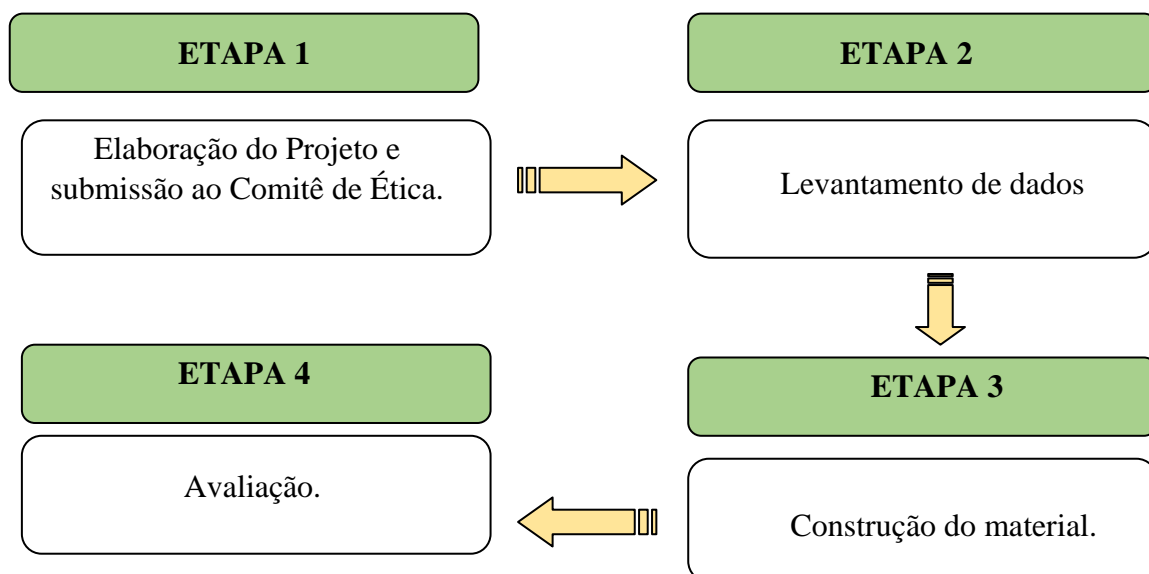 ETAPA 1
Elaboração do Projeto e
submissão ao Comitê de Ética.
ETAPA 2
Levantamento de dados
ETAPA 3
Construção do material.
ETAPA 4
Avaliação.